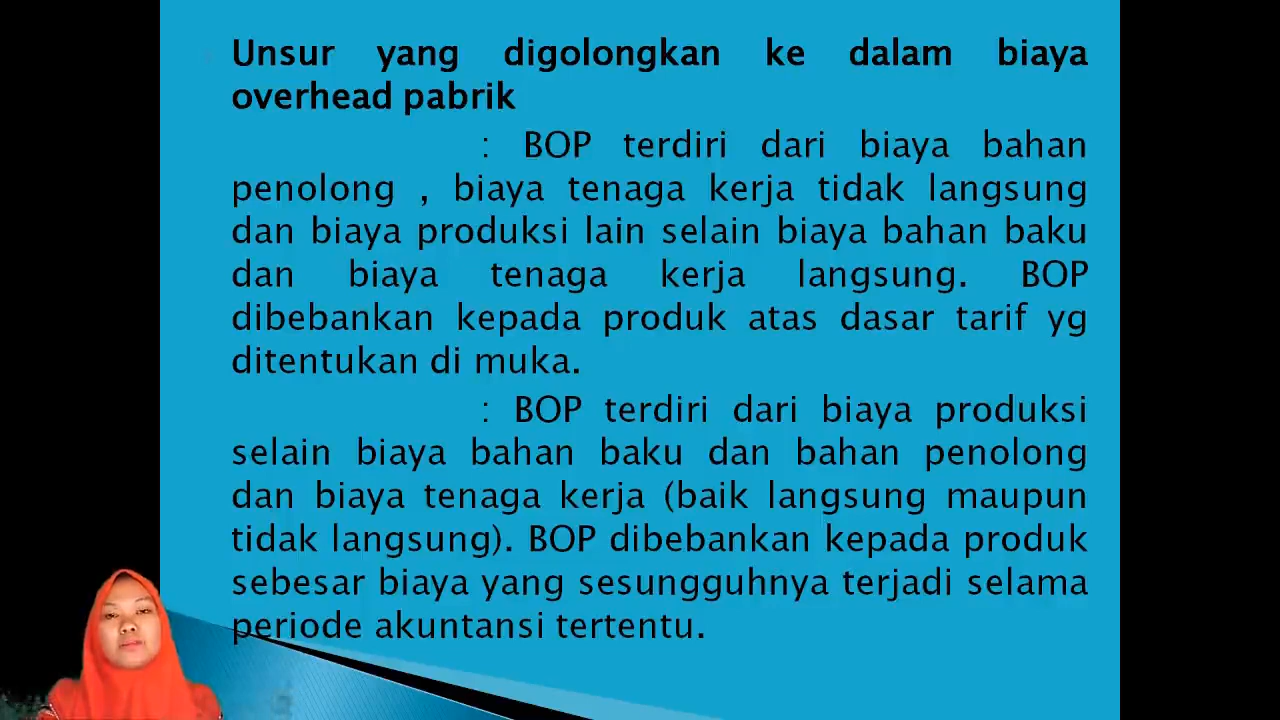 Unsur yang digolongkan ke dalam biaya
overhead pabrik
: BOP terdiri dari biaya bahan
penolong , biaya tenaga kerja tidak langsung
dan biaya produksi lain selain biaya bahan baku
dan biaya tenaga kerja langsung. BOP
dibebankan kepada produk atas dasar tarif yg
ditentukan di muka.
: BOP terdiri dari biaya produksi
selain biaya bahan baku dan bahan penolong
dan biaya tenaga kerja (baik langsung maupun
tidak langsung). BOP dibebankan kepada produk
sebesar biaya yang sesungguhnya terjadi selama
periode akuntansi tertentu.